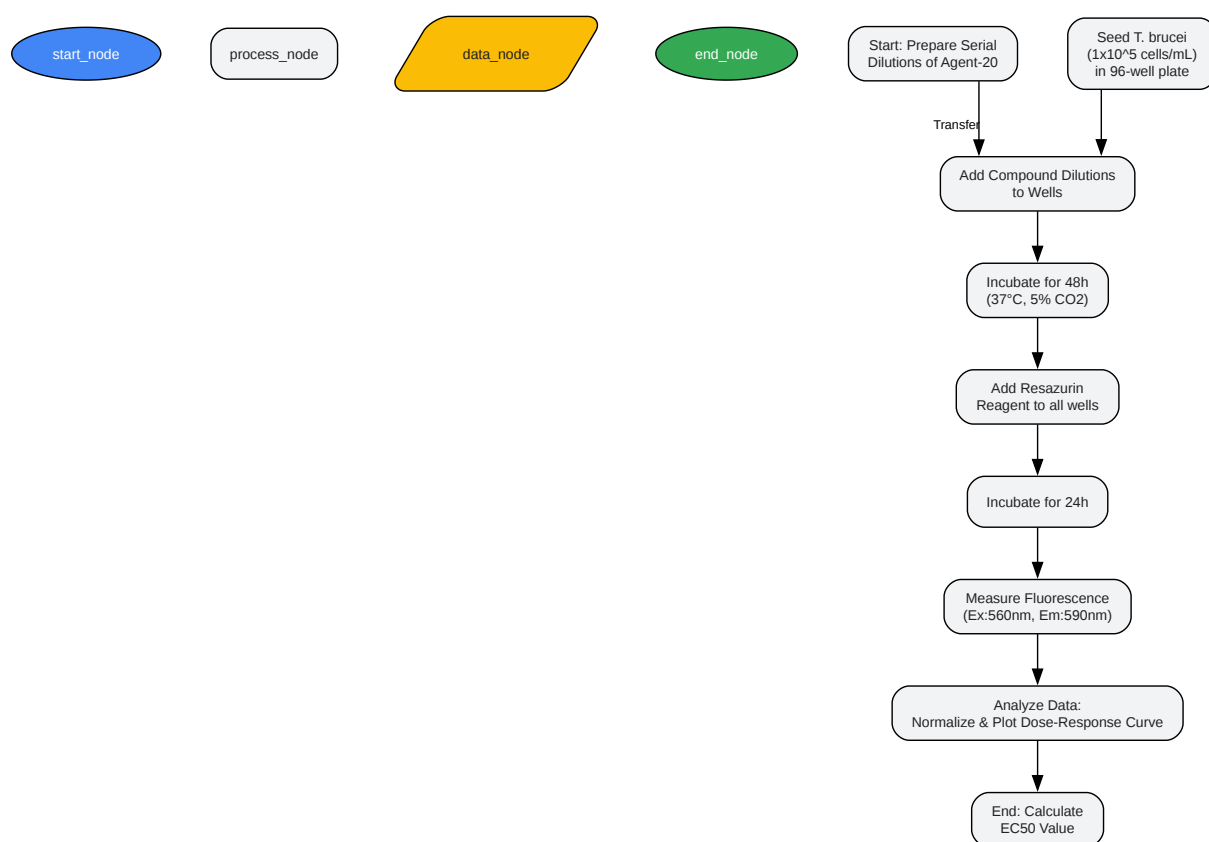 start_node
process_node
data_node
end_node
Start: Prepare Serial
Dilutions of Agent-20
Seed T. brucei
(1x10^5 cells/mL)
in 96-well plate
Transfer
Add Compound Dilutions
to Wells
Incubate for 48h
(37°C, 5% CO2)
Add Resazurin
Reagent to all wells
Incubate for 24h
Measure Fluorescence
(Ex:560nm, Em:590nm)
Analyze Data:
Normalize & Plot Dose-Response Curve
End: Calculate
EC50 Value